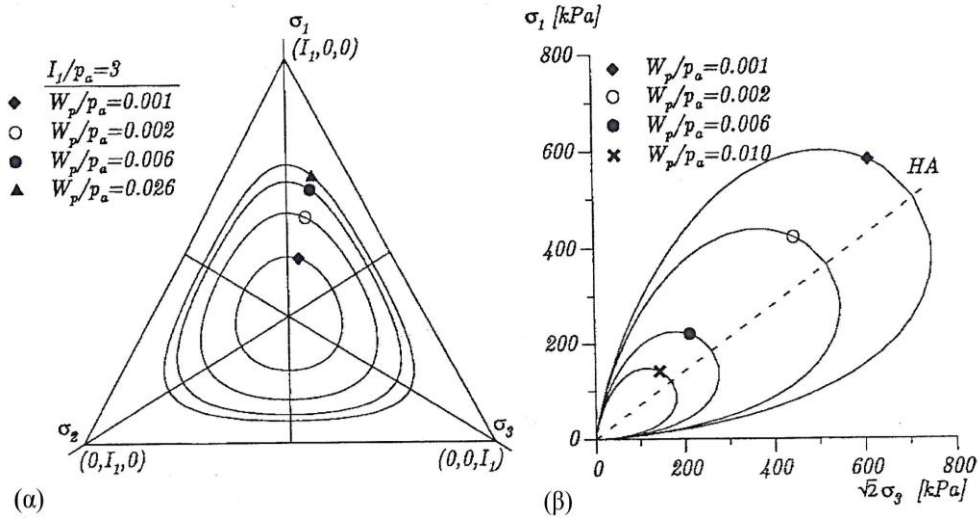 σ₁
(I₁,0,0)
I₁/pₐ=3
Wₚ/pₐ=0.001
Wₚ/pₐ=0.002
Wₚ/pₐ=0.006
Wₚ/pₐ=0.026
σ₂
(0,I₁,0)
σ₃
(0,0,I₁)
(α)
σ₁ [kPa]
800
600
400
200
0
Wₚ/pₐ=0.001
Wₚ/pₐ=0.002
Wₚ/pₐ=0.006
Wₚ/pₐ=0.010
HA
0 200 400 600 800
√2σ₃ [kPa]
(β)